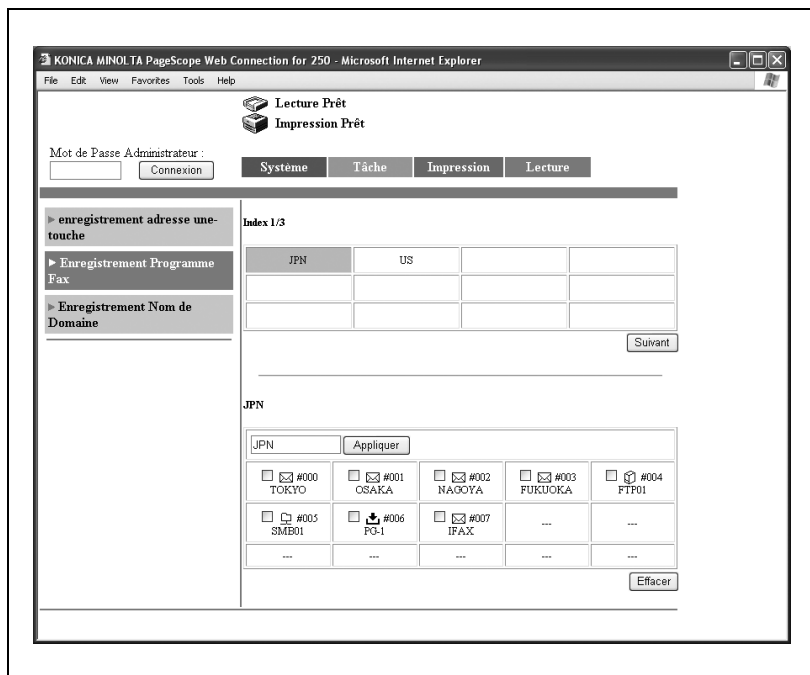 KONICA MINOLTA PageScope Web Connection for 250 - Microsoft Internet Explorer
File Edit View Favorites Tools Help
Lecture Prêt
Impression Prêt
Mot de Passe Administrateur :
Connexion
Système Tâche Impression Lecture
▶ enregistrement adresse une-
touche
▶ Enregistrement Programme
Fax
▶ Enregistrement Nom de
Domaine
Index 1/3
JPN US
Suivant
JPN
JPN Appliquer
#000 #001 #002 #003 #004
TOKYO OSAKA NAGOYA FUKUOKA FTP01
#005 #006 #007 --- ---
SMB01 PG-1 IFAX
--- --- --- --- ---
Effacer